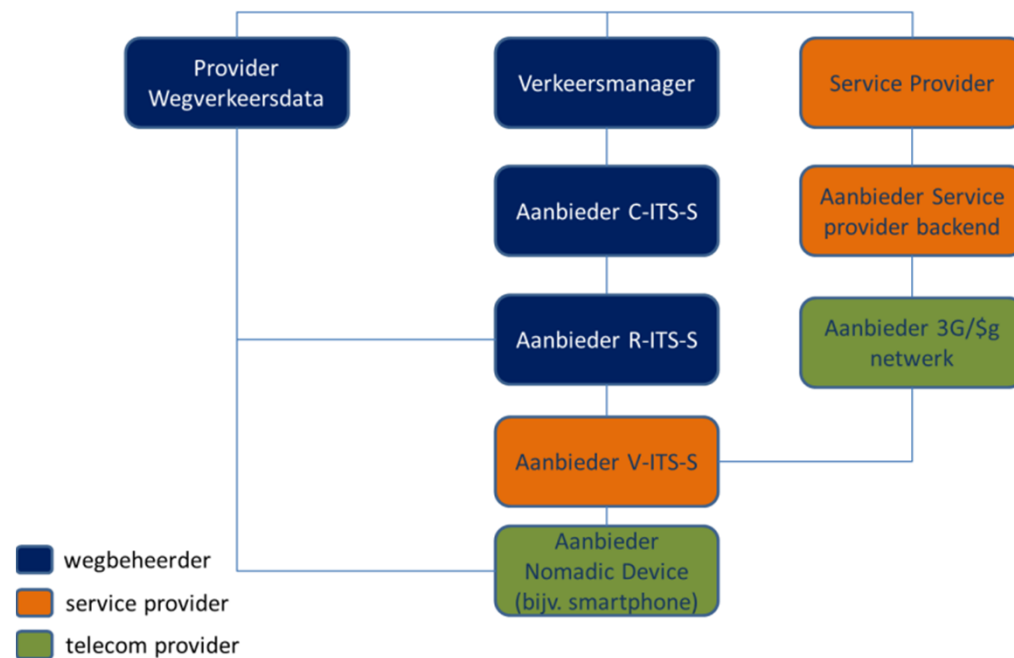 Provider
Wegverkeersdata
Verkeersmanager
Service Provider
Aanbieder C-ITS-S
Aanbieder Service
provider backend
Aanbieder R-ITS-S
Aanbieder 3G/$g
netwerk
Aanbieder V-ITS-S
Aanbieder
Nomadic Device
(bijv. smartphone)
wegbeheerder
service provider
telecom provider